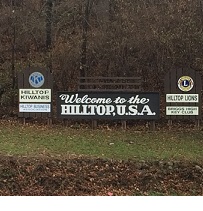 HILLTOP
KIWANIS
HILLTOP BUSINESS
Welcome to the
HILLTOP, U.S.A.
HILLTOP LIONS
BRIGGS HIGH
KEY CLUB